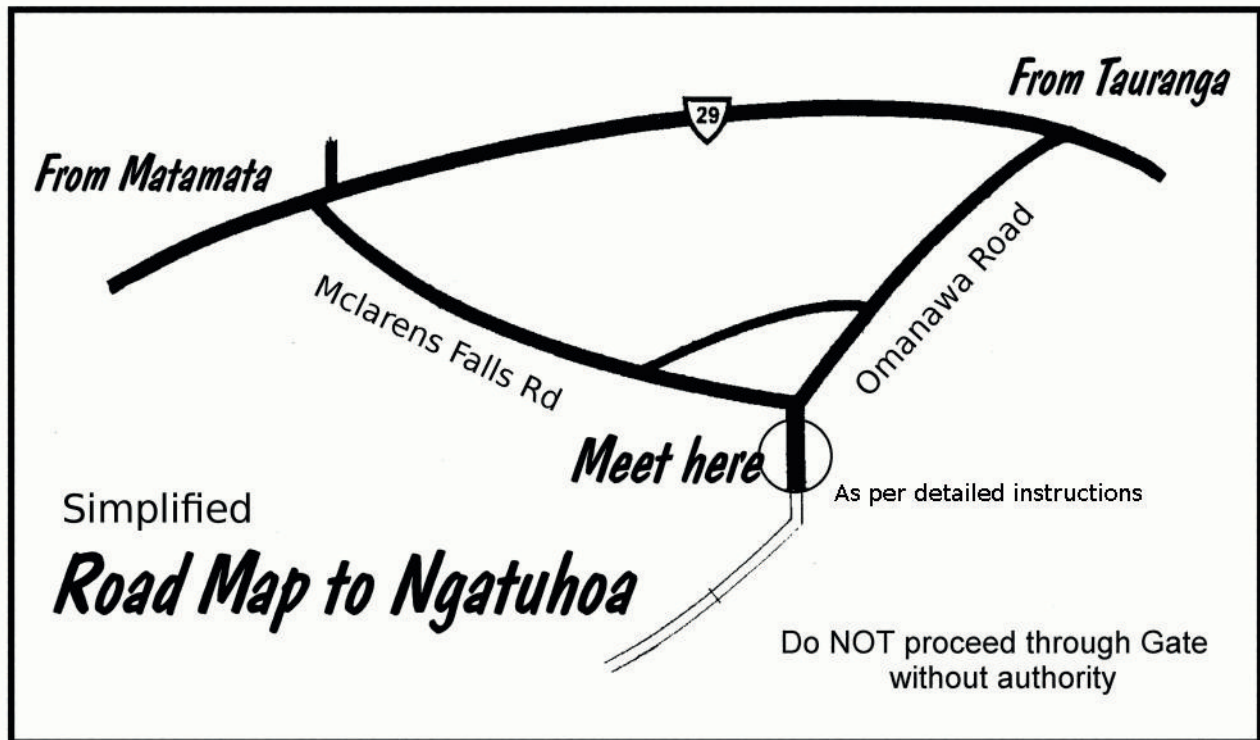 From Tauranga
29
From Matamata
Mclarens Falls Rd
Omanawa Road
Meet here
As per detailed instructions
Simplified
Road Map to Ngatuhoa
Do NOT proceed through Gate
without authority